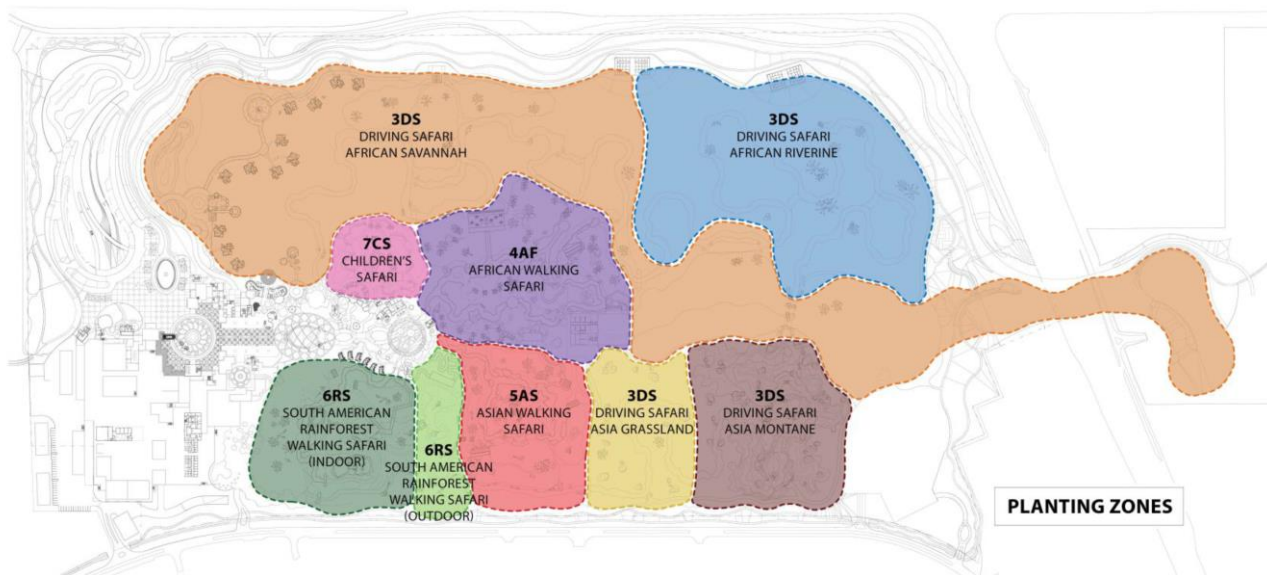 3DS
DRIVING SAFARI
AFRICAN SAVANNAH
3DS
DRIVING SAFARI
AFRICAN RIVERINE
7CS
CHILDREN'S
SAFARI
4AF
AFRICAN WALKING
SAFARI
6RS
SOUTH AMERICAN
RAINFOREST
WALKING SAFARI
(INDOOR)
6RS
SOUTH AMERICAN
RAINFOREST
WALKING SAFARI
(OUTDOOR)
5AS
ASIAN WALKING
SAFARI
3DS
DRIVING SAFARI
ASIA GRASSLAND
3DS
DRIVING SAFARI
ASIA MONTANE
PLANTING ZONES